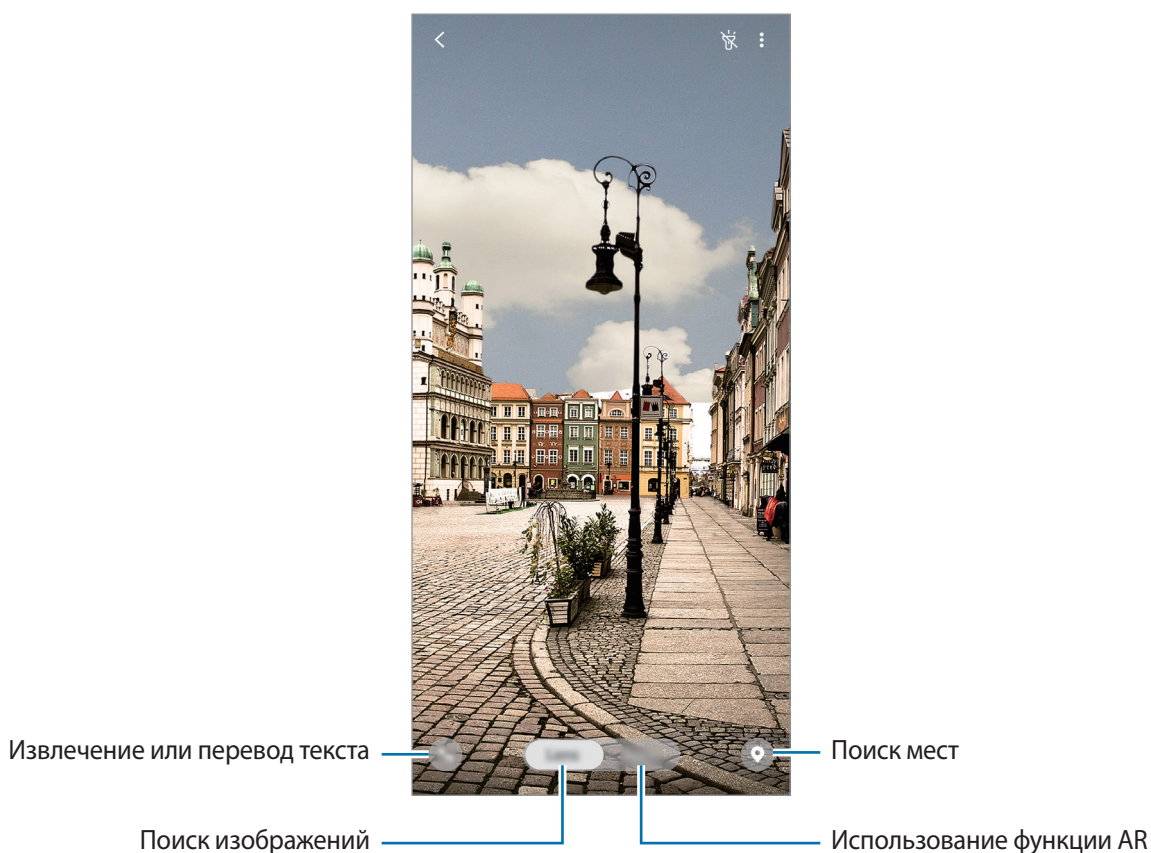 Извлечение или перевод текста
Поиск мест
Поиск изображений
Использование функции AR